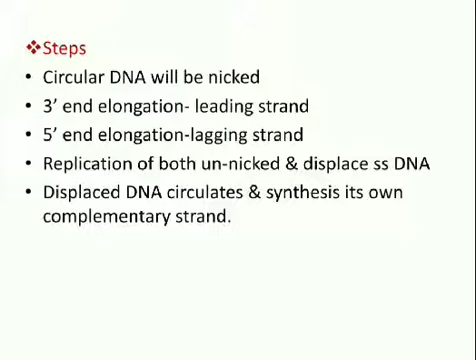 ❖Steps
• Circular DNA will be nicked
• 3’ end elongation- leading strand
• 5’ end elongation-lagging strand
• Replication of both un-nicked & displace ss DNA
• Displaced DNA circulates & synthesis its own
complementary strand.